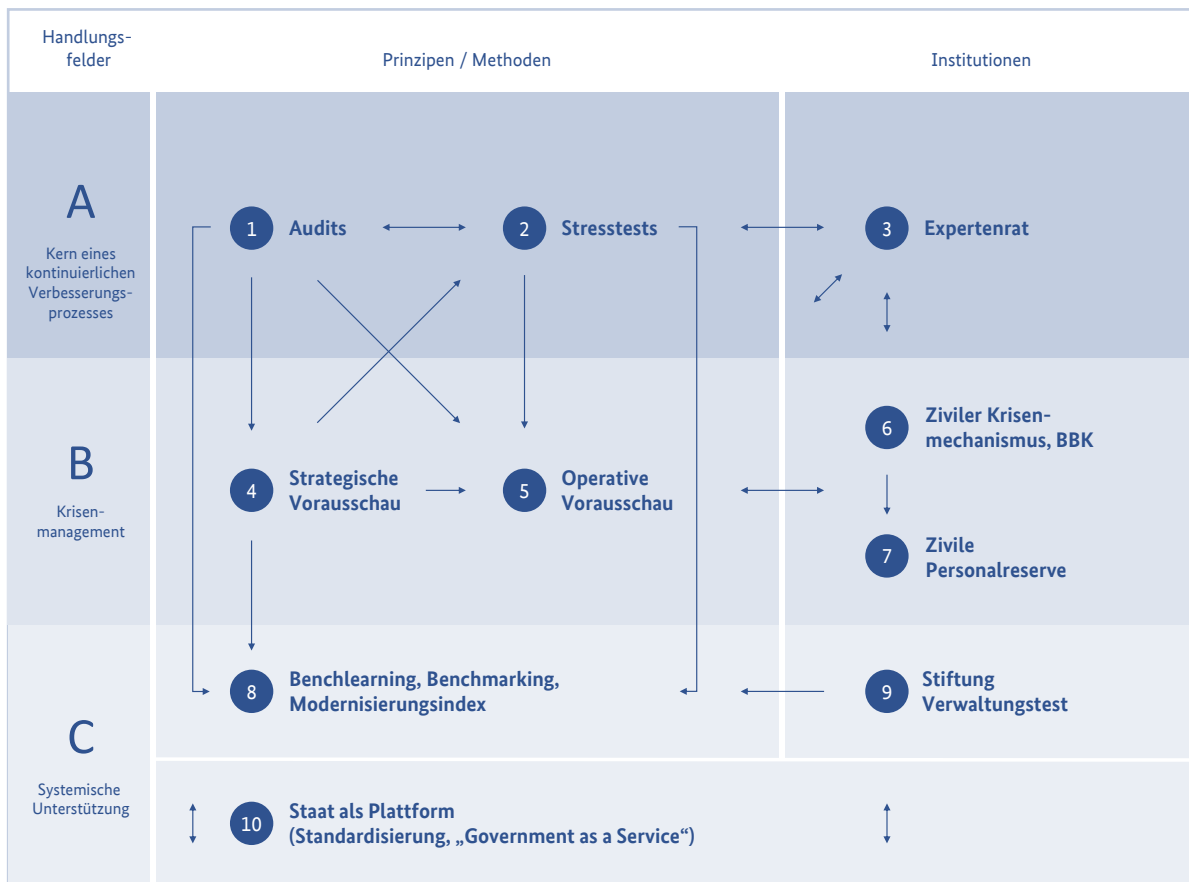 Handlungs-
felder
Prinzipen / Methoden
Institutionen
A
Kern eines
kontinuierlichen
Verbesserungs-
prozesses
1 Audits
2 Stresstests
3 Expertenrat
B
Krisen-
management
4 Strategische
Vorausschau
5 Operative
Vorausschau
6 Ziviler Krisen-
mechanismus, BBK
7 Zivile
Personalreserve
C
Systemische
Unterstützung
8 Benchlearning, Benchmarking,
Modernisierungsindex
9 Stiftung
Verwaltungstest
10 Staat als Plattform
(Standardisierung, „Government as a Service“)